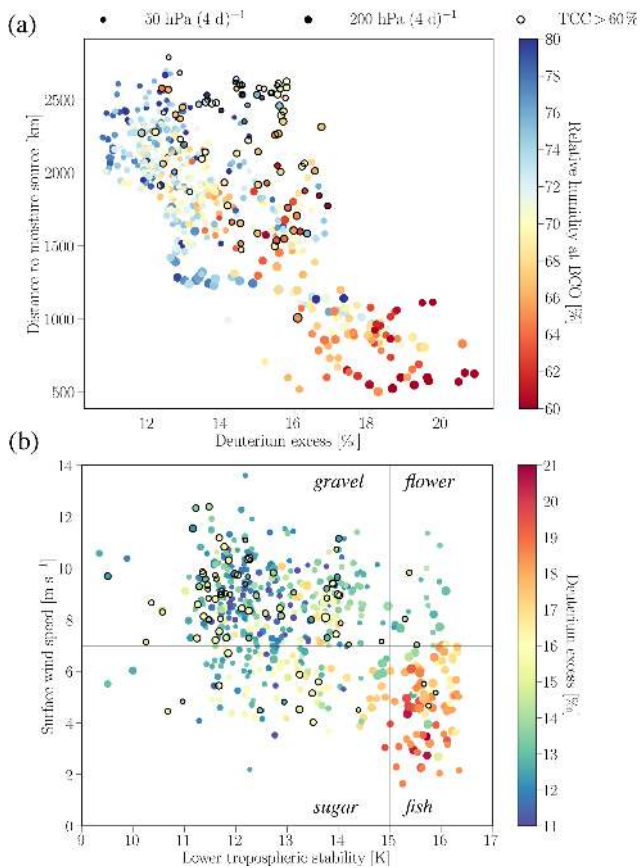 (a)
50 hPa (4 d)⁻¹ 200 hPa (4 d)⁻¹ TCC > 60%
2500
2000
1500
1000
500
Distance to moisture source [km]
12 14 16 18 20
Deuterium excess [%]
80
78
76
74
72
70
68
66
64
62
60
Relative humidity at BCO [%]
(b)
gravel flower
sugar fish
14
12
10
8
6
4
2
0
Surface wind speed [m s⁻¹]
9 10 11 12 13 14 15 16 17
Lower tropospheric stability [K]
21
20
19
18
17
16
15
14
13
12
11
Deuterium excess [‰]